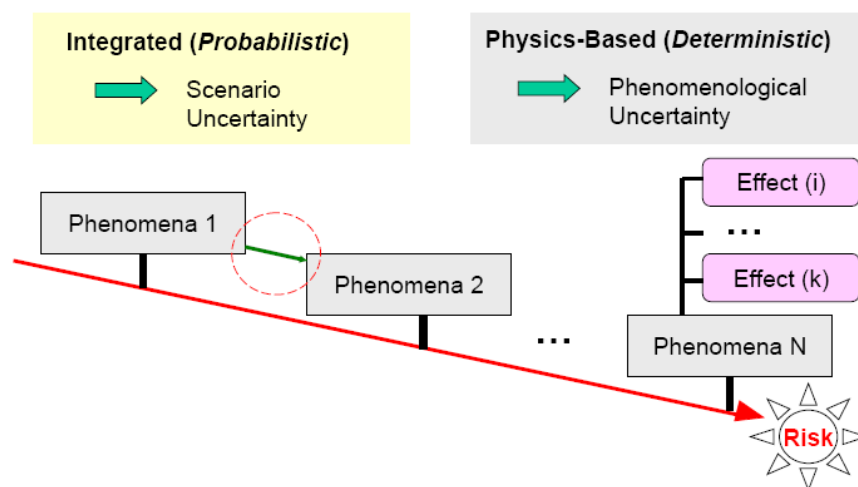 Integrated (Probabilistic)
Scenario
Uncertainty
Physics-Based (Deterministic)
Phenomenological
Uncertainty
Effect (i)
...
Effect (k)
Phenomena 1
Phenomena 2
...
Phenomena N
Risk